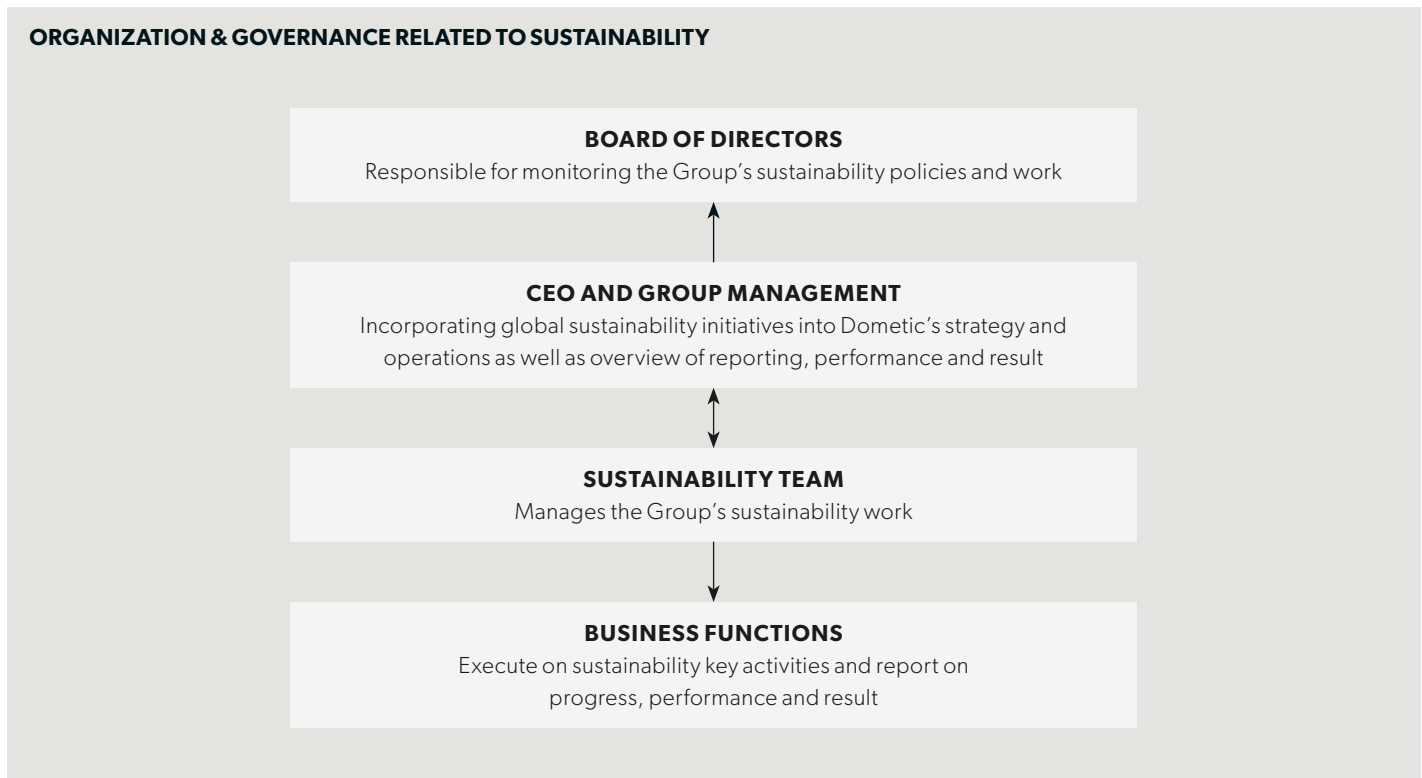 ORGANIZATION & GOVERNANCE RELATED TO SUSTAINABILITY
BOARD OF DIRECTORS
Responsible for monitoring the Group’s sustainability policies and work
CEO AND GROUP MANAGEMENT
Incorporating global sustainability initiatives into Dometic’s strategy and
operations as well as overview of reporting, performance and result
SUSTAINABILITY TEAM
Manages the Group’s sustainability work
BUSINESS FUNCTIONS
Execute on sustainability key activities and report on
progress, performance and result